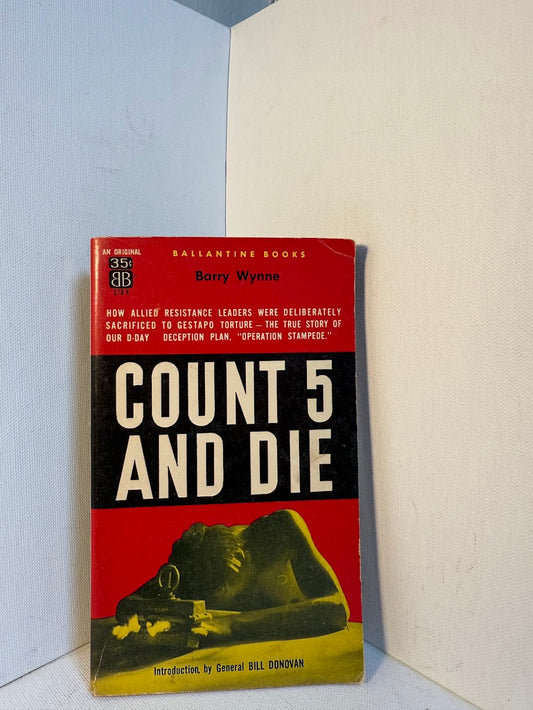 AN ORIGINAL
35¢
BB
BALLANTINE BOOKS
Barry Wynne
HOW ALLIED RESISTANCE LEADERS WERE DELIBERATELY
SACRIFICED TO GESTAPO TORTURE — THE TRUE STORY OF
OUR D-DAY DECEPTION PLAN, "OPERATION STAMPEDE."
COUNT 5
AND DIE
Introduction by General BILL DONOVAN